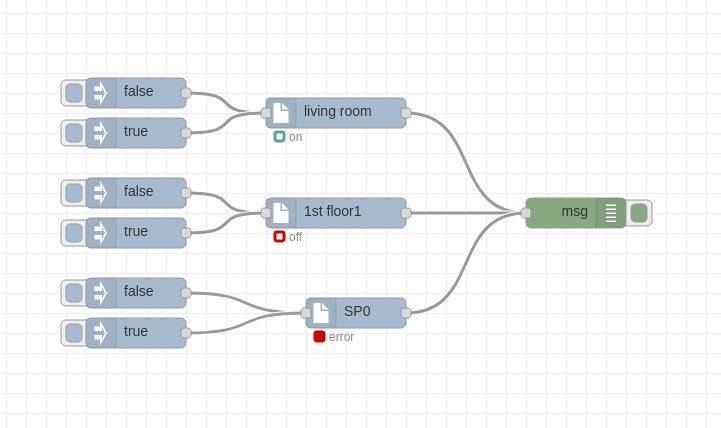 false
living room
true
on
false
1st floor1
msg
true
off
false
SP0
true
error